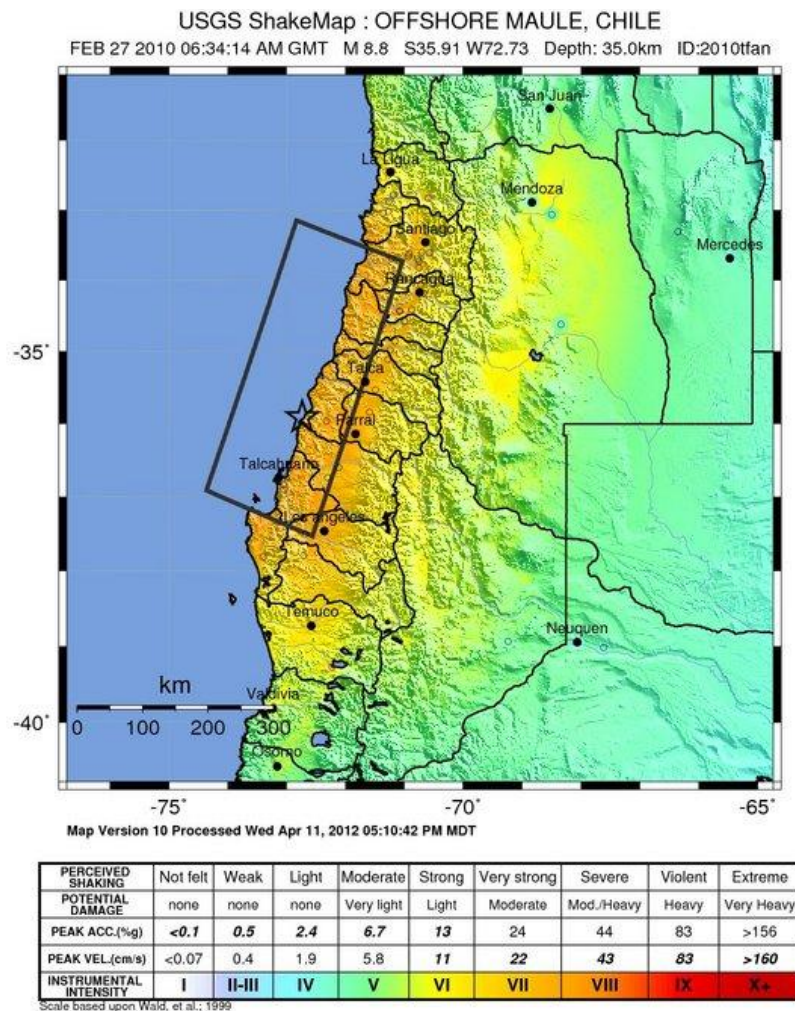 USGS ShakeMap : OFFSHORE MAULE, CHILE
FEB 27 2010 06:34:14 AM GMT M 8.8 S35.91 W72.73 Depth: 35.0km ID:2010tfan
San Juan
La Ligua
Mendoza
Santiago
Mercedes
Rancagua
-35˚
Talca
Parral
Talcahuano
Los Angeles
Temuco
Neuquen
km
Valdivia
0 100 200 300
-40˚
Osorno
-75˚ -70˚ -65˚
Map Version 10 Processed Wed Apr 11, 2012 05:10:42 PM MDT
PERCEIVED SHAKING Not felt Weak Light Moderate Strong Very strong Severe Violent Extreme
POTENTIAL DAMAGE none none none Very light Light Moderate Mod./Heavy Heavy Very Heavy
PEAK ACC.(%g) <0.1 0.5 2.4 6.7 13 24 44 83 >156
PEAK VEL.(cm/s) <0.07 0.4 1.9 5.8 11 22 43 83 >160
INSTRUMENTAL INTENSITY I II-III IV V VI VII VIII IX X+
Scale based upon Wald, et al.; 1999